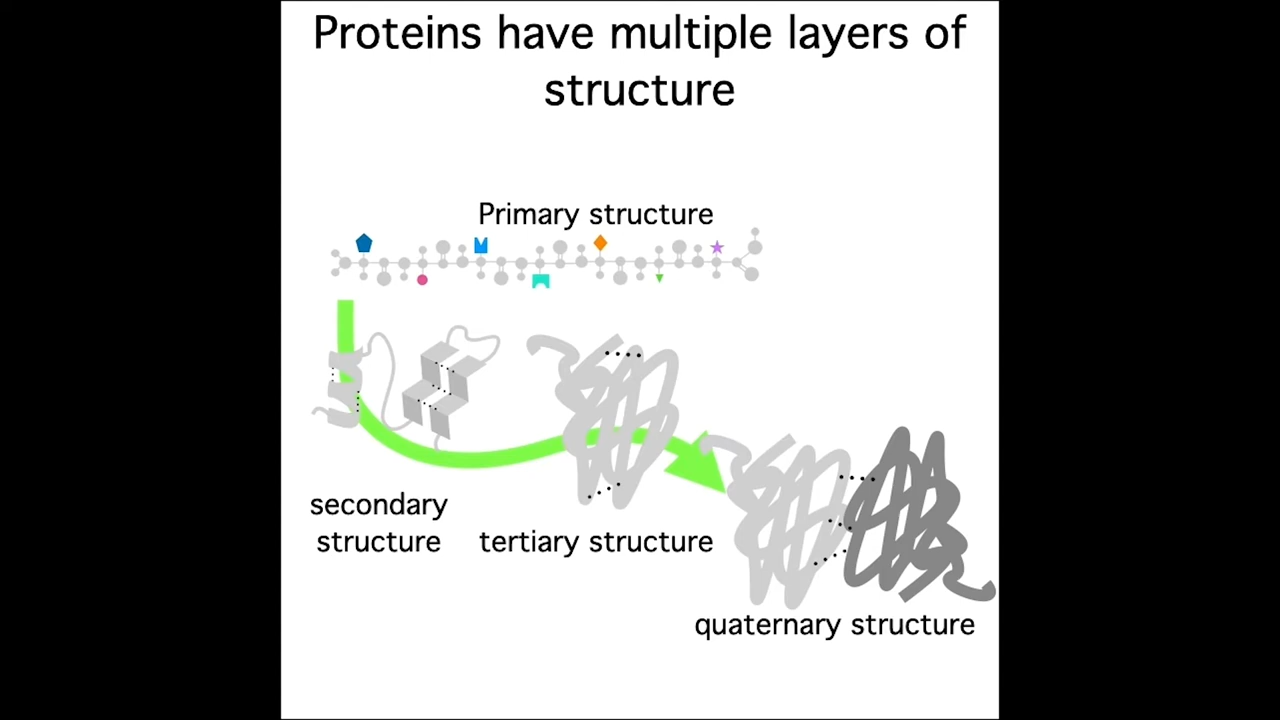 Proteins have multiple layers of
structure
Primary structure
secondary
structure
tertiary structure
quaternary structure